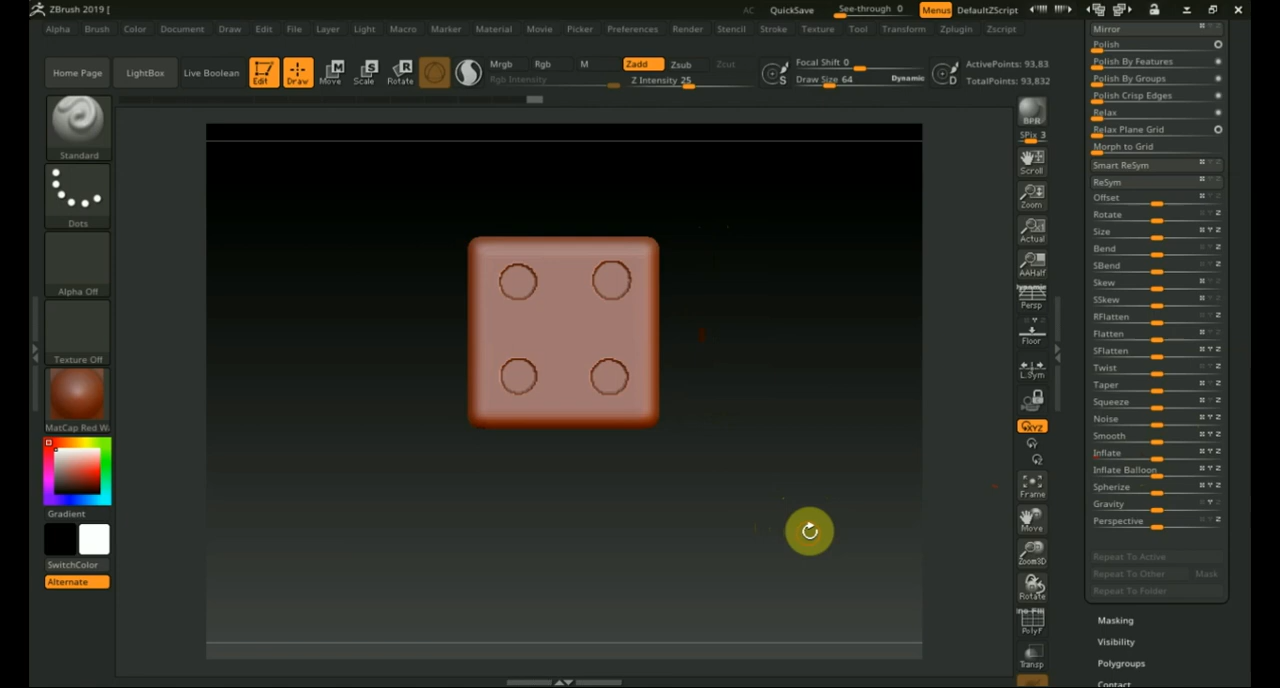 ZBrush 2019 [
AC QuickSave See-through 0 Menus DefaultZScript
Alpha Brush Color Document Draw Edit File Layer Light Macro Marker Material Movie Picker Preferences Render Stencil Stroke Texture Tool Transform Zplugin Zscript
Home Page LightBox Live Boolean Edit Draw Move Scale Rotate
Mrgb Rgb M Zadd Zsub
Rgb Intensity Z Intensity 25
Focal Shift 0
Draw Size 64 Dynamic
ActivePoints: 93,83
TotalPoints: 93,832
Standard
Dots
Alpha Off
Texture Off
MatCap Red W
Gradient
SwitchColor
Alternate
BPR
SPix 3
Scroll
Zoom
Actual
AAHalf
Dynamic
Persp
Floor
L.Sym
XYZ
Frame
Move
Zoom3D
Rotate
Line Fill
PolyF
Transp
Mirror
Polish
Polish By Features
Polish By Groups
Polish Crisp Edges
Relax
Relax Plane Grid
Morph to Grid
Smart ReSym
ReSym
Offset
Rotate
Size
Bend
SBend
Skew
SSkew
RFlatten
Flatten
SFlatten
Twist
Taper
Squeeze
Noise
Smooth
Inflate
Inflate Balloon
Spherize
Gravity
Perspective
Repeat To Active
Repeat To Other Mask
Repeat To Folder
Masking
Visibility
Polygroups
Contact